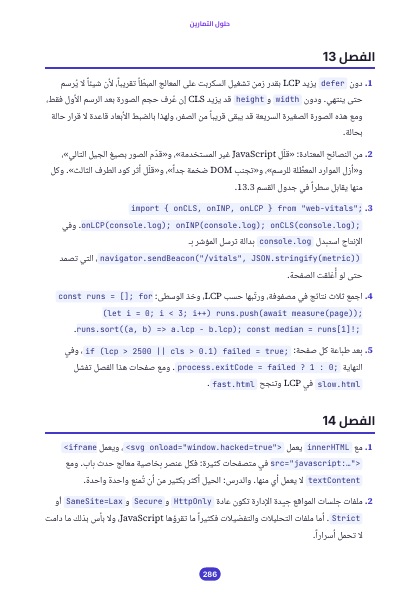 حلول التمارين
الفصل 13
1. دون defer يزيد LCP بقدر زمن تشغيل السكربت على المعالج المبطّأ تقريباً، لأن شيئاً لا يُرسم
حتى ينتهي. ودون width و height قد يزيد CLS إن عُرف حجم الصورة بعد الرسم الأول فقط،
ومع هذه الصورة الصغيرة السريعة قد يبقى قريباً من الصفر، ولهذا بالضبط الأبعاد قاعدة لا قرار حالة
بحالة.
2. من النصائح المعتادة: «قلّل JavaScript غير المستخدمة»، و«قدّم الصور بصيغ الجيل التالي»،
و«أزل الموارد المعطّلة للرسم»، و«تجنب DOM ضخمة جداً»، و«قلّل أثر كود الطرف الثالث». وكل
منها يقابل سطراً في جدول القسم 13.3.
3. import { onCLS, onINP, onLCP } from "web-vitals";
onLCP(console.log); onINP(console.log); onCLS(console.log);. وفي
الإنتاج استبدل console.log بدالة ترسل المؤشر بـ
navigator.sendBeacon("/vitals", JSON.stringify(metric)) ، التي تصمد
حتى لو أُغلقت الصفحة.
4. اجمع ثلاث نتائج في مصفوفة، ورتّبها حسب LCP، وخذ الوسطى: const runs = []; for
(let i = 0; i < 3; i++) runs.push(await measure(page));
runs.sort((a, b) => a.lcp - b.lcp); const median = runs[1]!;.
5. بعد طباعة كل صفحة: if (lcp > 2500 || cls > 0.1) failed = true; ، وفي
النهاية process.exitCode = failed ? 1 : 0; . ومع صفحات هذا الفصل تفشل
slow.html في LCP وتنجح fast.html .
الفصل 14
1. مع innerHTML يعمل <svg onload="window.hacked=true"> ، ويعمل <iframe
src="javascript:…"> في متصفحات كثيرة: فكل عنصر بخاصية معالج حدث باب. ومع
textContent لا يعمل أي منها. والدرس: الحيل أكثر بكثير من أن تُمنع واحدة واحدة.
2. ملفات جلسات المواقع جيدة الإدارة تكون عادة HttpOnly و Secure و SameSite=Lax أو
Strict . أما ملفات التحليلات والتفضيلات فكثيراً ما تقرؤها JavaScript، ولا بأس بذلك ما دامت
لا تحمل أسراراً.
286